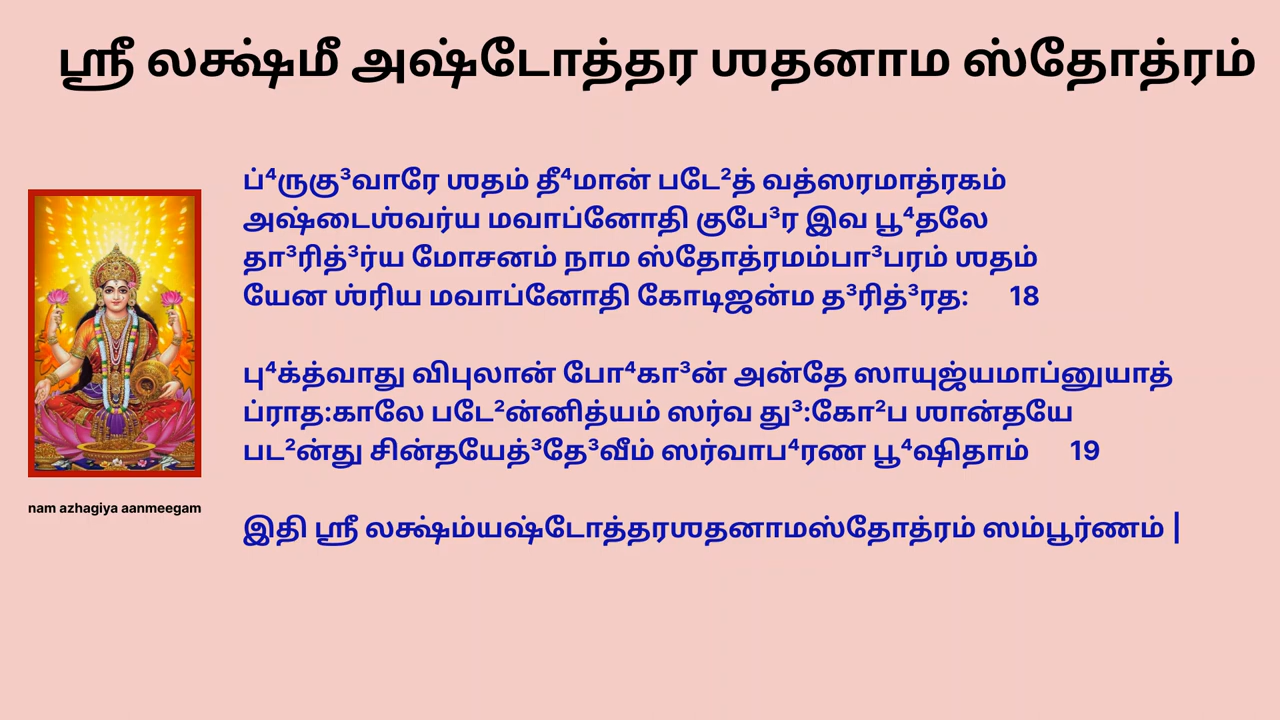 ஸ்ரீ லக்ஷ்மீ அஷ்டோத்தர ஶதனாம ஸ்தோத்ரம்
ப்⁴ருகு³வாரே ஶதம் தீ⁴மான் படே²த் வத்ஸரமாத்ரகம்
அஷ்டைஶ்வர்ய மவாப்னோதி குபே³ர இவ பூ⁴தலே
தா³ரித்³ர்ய மோசனம் நாம ஸ்தோத்ரமம்பா³பரம் ஶதம்
யேன ஶ்ரிய மவாப்னோதி கோடிஜன்ம த³ரித்³ரத: 18
பு⁴க்த்வாது விபுலான் போ⁴கா³ன் அன்தே ஸாயுஜ்யமாப்னுயாத்
ப்ராத:காலே படே²ன்னித்யம் ஸர்வ து³:கோ²ப ஶான்தயே
பட²ன்து சின்தயேத்³தே³வீம் ஸர்வாப⁴ரண பூ⁴ஷிதாம் 19
nam azhagiya aanmeegam
இதி ஸ்ரீ லக்ஷ்ம்யஷ்டோத்தரஶதனாமஸ்தோத்ரம் ஸம்பூர்ணம் |